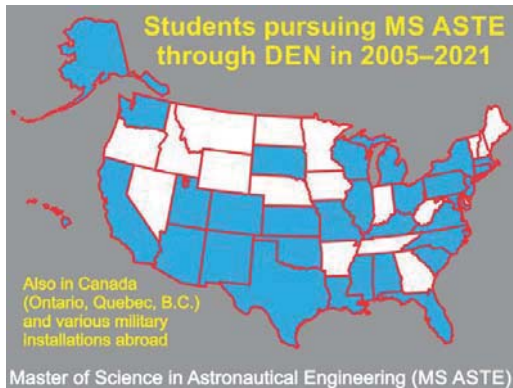 Students pursuing MS ASTE
through DEN in 2005–2021
Also in Canada
(Ontario, Quebec, B.C.)
and various military
installations abroad
Master of Science in Astronautical Engineering (MS ASTE)